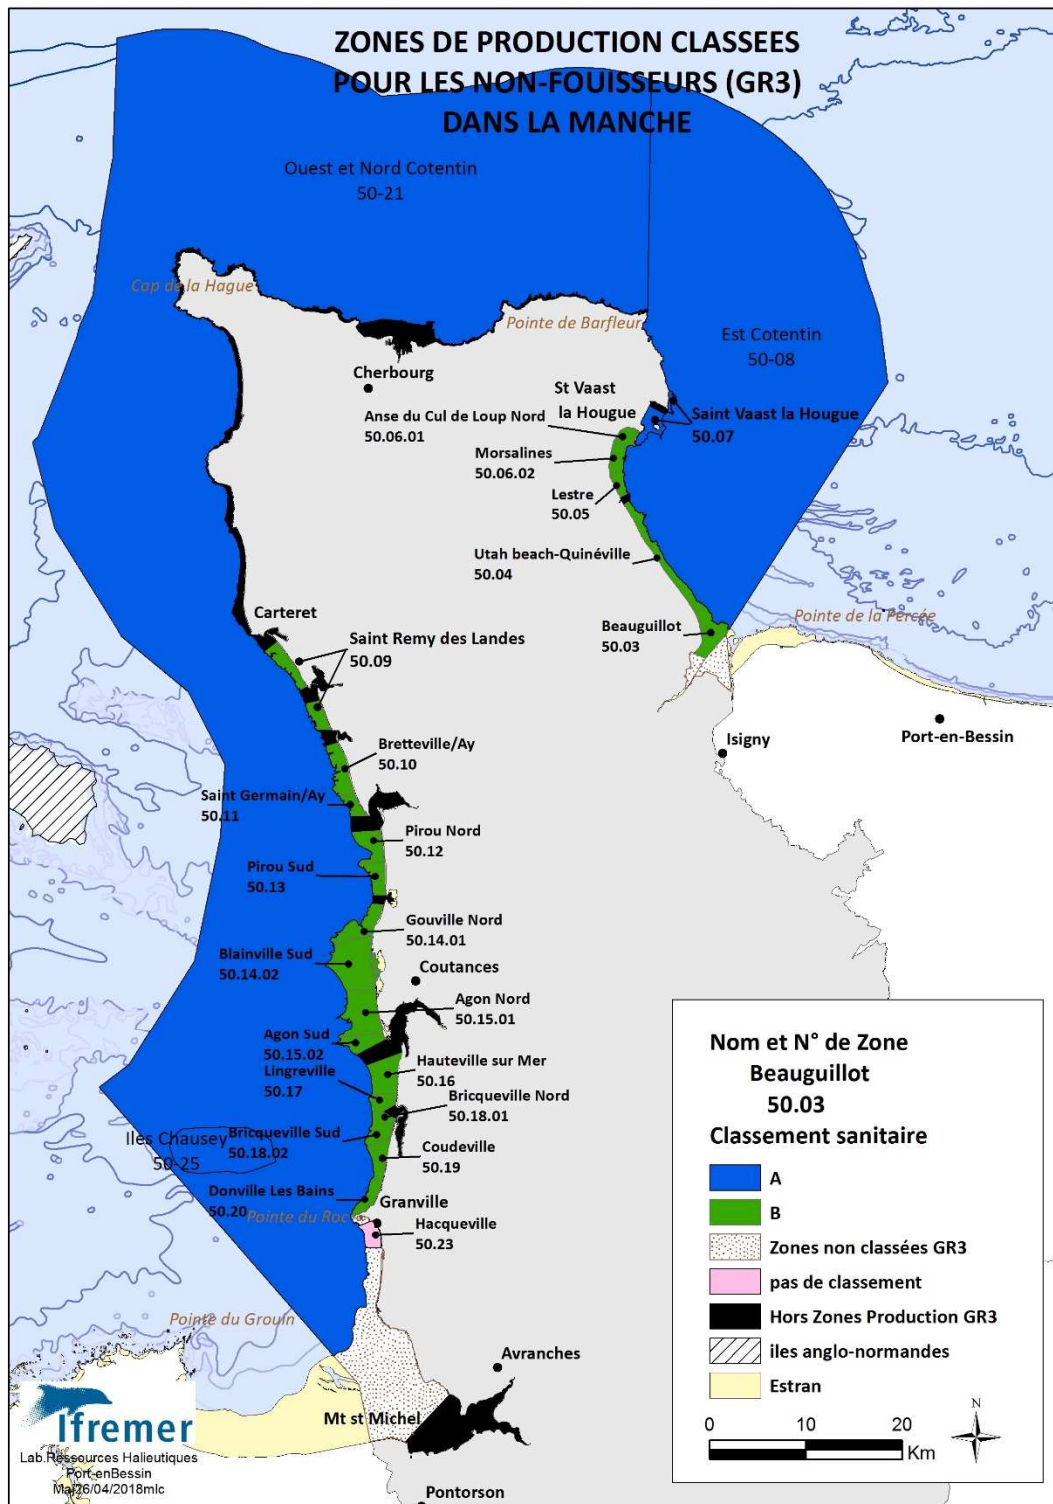 ZONES DE PRODUCTION CLASSEES
POUR LES NON-FOUISSEURS (GR3)
DANS LA MANCHE
Ouest et Nord Cotentin
50-21
Cap de la Hague
Pointe de Barfleur
Est Cotentin
50-08
Cherbourg
St Vaast
la Hougue
Saint Vaast la Hougue
50.07
Anse du Cul de Loup Nord
50.06.01
Morsalines
50.06.02
Lestre
50.05
Utah beach-Quinéville
50.04
Beauguillot
50.03
Pointe de la Percée
Carteret
Saint Remy des Landes
50.09
Isigny
Port-en-Bessin
Bretteville/Ay
50.10
Saint Germain/Ay
50.11
Pirou Nord
50.12
Pirou Sud
50.13
Gouville Nord
50.14.01
Blainville Sud
50.14.02
Coutances
Agon Nord
50.15.01
Agon Sud
50.15.02
Hauteville sur Mer
50.16
Lingreville
50.17
Bricqueville Nord
50.18.01
Iles Chausey
50-25
Bricqueville Sud
50.18.02
Coudeville
50.19
Donville Les Bains
50.20
Pointe du Roc
Granville
Hacqueville
50.23
Pointe du Grouin
Avranches
Mt st Michel
Pontorson
Nom et N° de Zone
Beauguillot
50.03
Classement sanitaire
A
B
Zones non classées GR3
pas de classement
Hors Zones Production GR3
iles anglo-normandes
Estran
0 10 20
Km
N
Ifremer
Lab.Ressources Halieutiques
Port-enBessin
Maj26/04/2018mlc